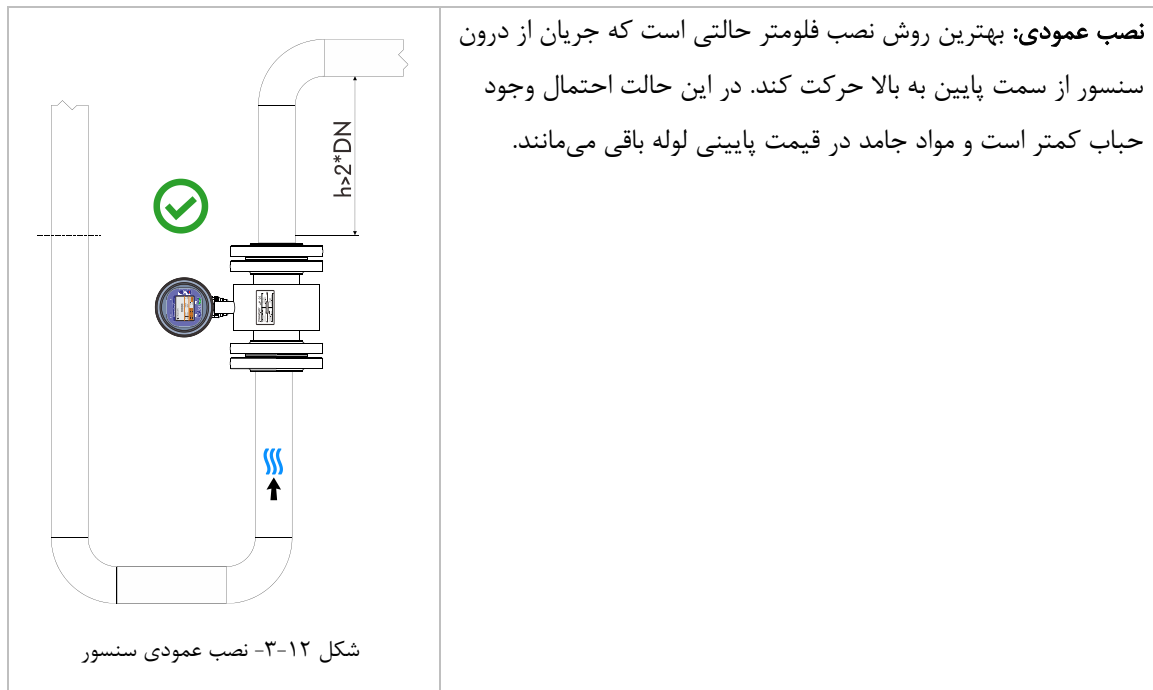 نصب عمودی: بهترین روش نصب فلومتر حالتی است که جریان از درون
سنسور از سمت پایین به بالا حرکت کند. در این حالت احتمال وجود
حباب کمتر است و مواد جامد در قیمت پایینی لوله باقی می‌مانند.
h>2*DN
شکل ۱۲-۳- نصب عمودی سنسور